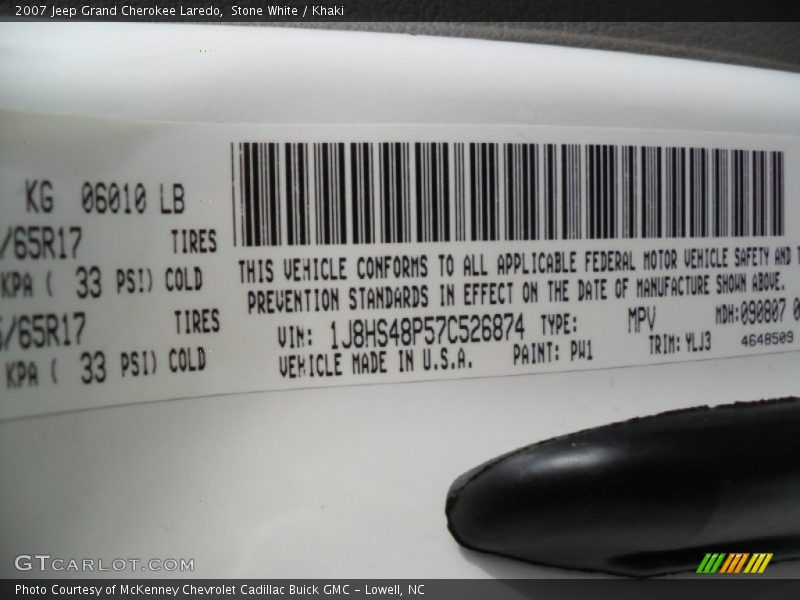 2007 Jeep Grand Cherokee Laredo, Stone White / Khaki
KG 06010 LB
/65R17 TIRES
KPA ( 33 PSI) COLD
/65R17 TIRES
KPA ( 33 PSI) COLD
THIS VEHICLE CONFORMS TO ALL APPLICABLE FEDERAL MOTOR VEHICLE SAFETY AND T
PREVENTION STANDARDS IN EFFECT ON THE DATE OF MANUFACTURE SHOWN ABOVE.
VIN: 1J8HS48P57C526874 TYPE: MPV MDH:090807 0
VEHICLE MADE IN U.S.A. PAINT: PW1 TRIM: YLJ3 4648509
GTCARLOT.COM
Photo Courtesy of McKenney Chevrolet Cadillac Buick GMC - Lowell, NC